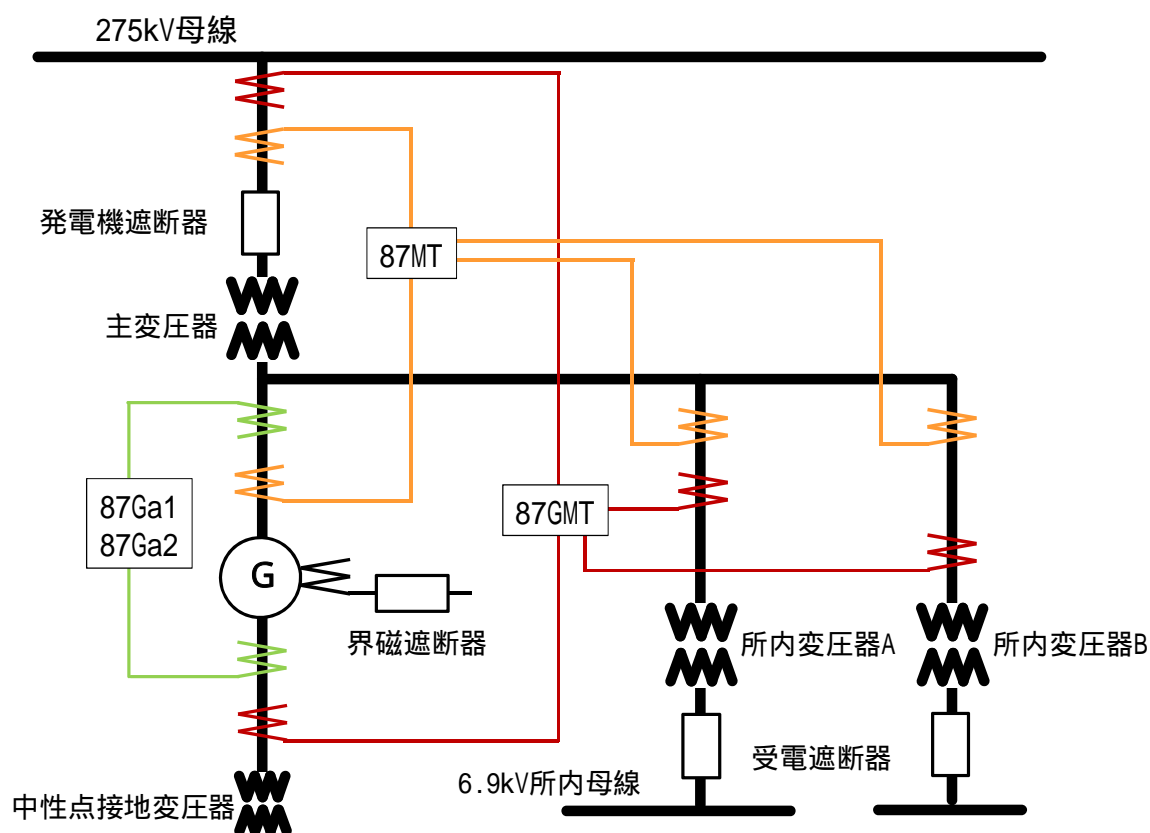 275kV母線
発電機遮断器
87MT
主変圧器
87Ga1
87Ga2
87GMT
G
界磁遮断器
所内変圧器A
所内変圧器B
受電遮断器
6.9kV所内母線
中性点接地変圧器